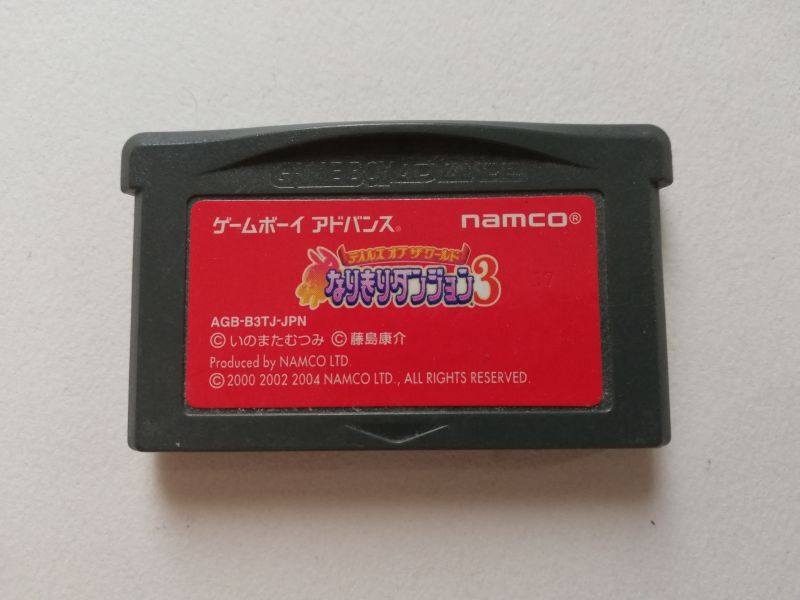 GAME BOY ADVANCE
ゲームボーイ アドバンス® namco®
テイルズ オブ ザ ワールド
なりきりダンジョン3
37
AGB-B3TJ-JPN
©いのまたむつみ ©藤島康介
Produced by NAMCO LTD.
©2000 2002 2004 NAMCO LTD., ALL RIGHTS RESERVED.